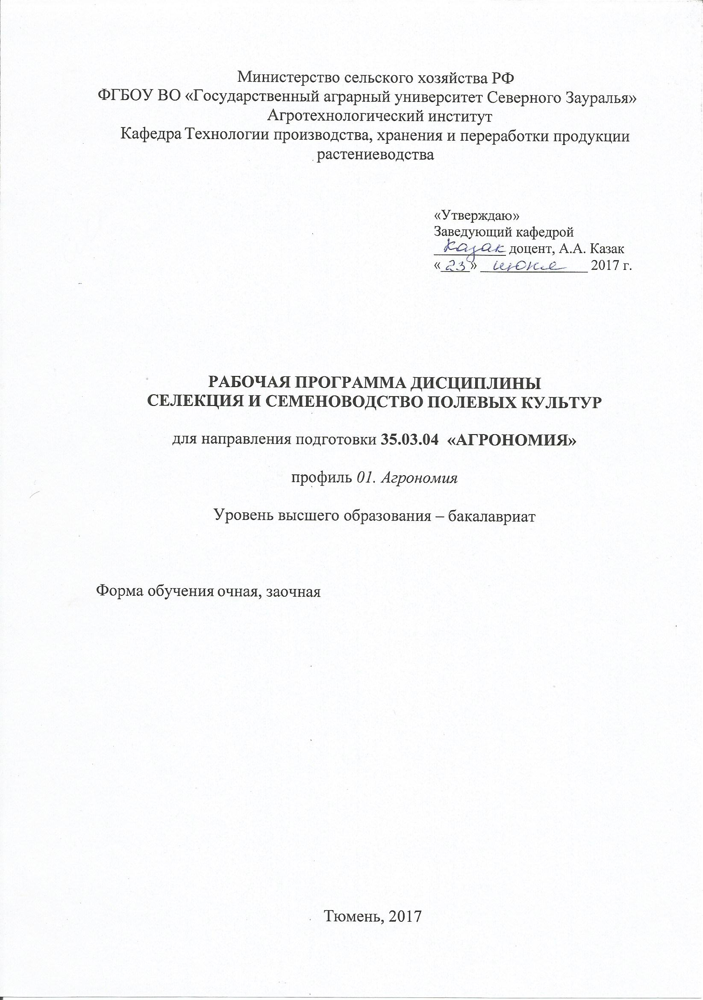 Министерство сельского хозяйства РФ
ФГБОУ ВО «Государственный аграрный университет Северного Зауралья»
Агротехнологический институт
Кафедра Технологии производства, хранения и переработки продукции
растениеводства
«Утверждаю»
Заведующий кафедрой
Казак доцент, А.А. Казак
«23» июня 2017 г.
РАБОЧАЯ ПРОГРАММА ДИСЦИПЛИНЫ
СЕЛЕКЦИЯ И СЕМЕНОВОДСТВО ПОЛЕВЫХ КУЛЬТУР
для направления подготовки 35.03.04 «АГРОНОМИЯ»
профиль 01. Агрономия
Уровень высшего образования – бакалавриат
Форма обучения очная, заочная
Тюмень, 2017